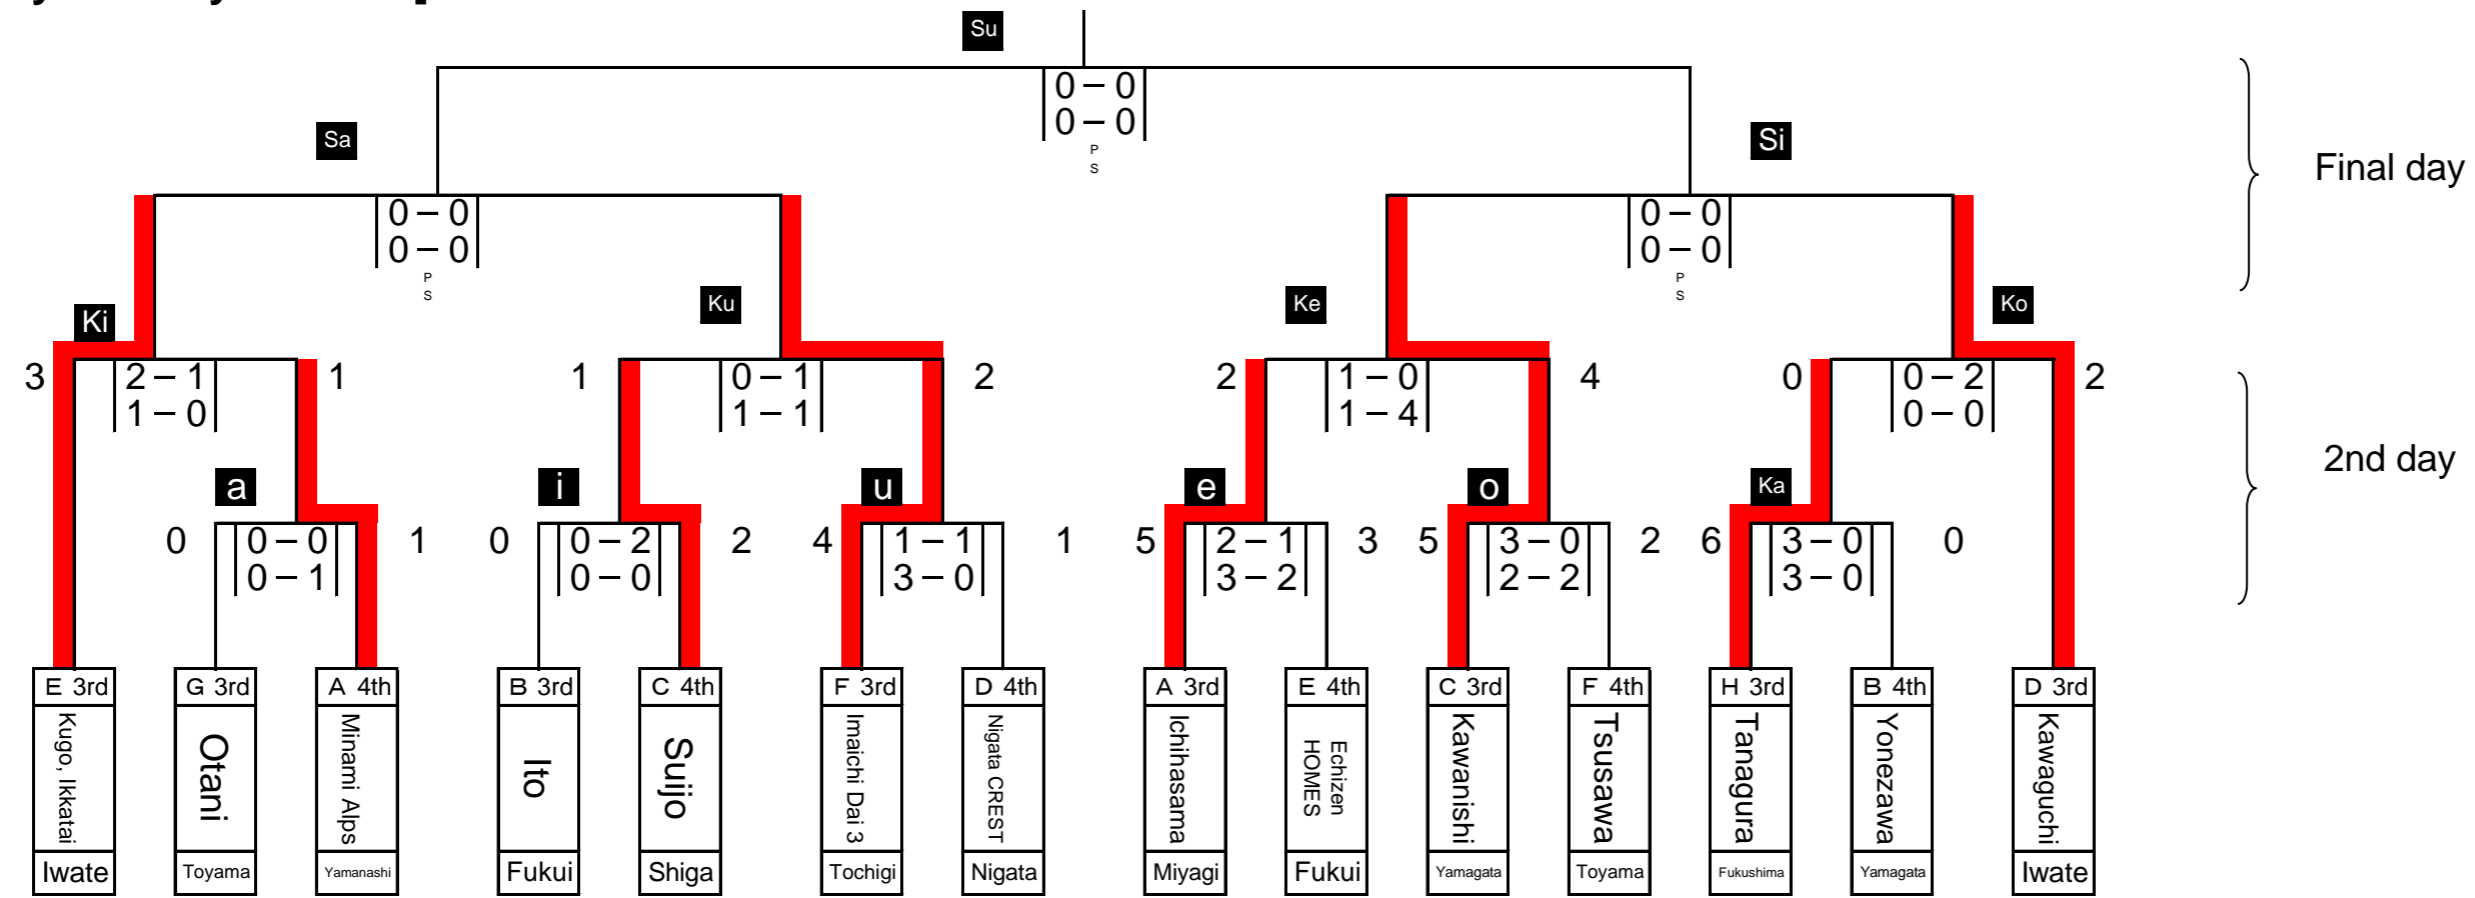 Su
0 – 0
0 – 0
P
S
Sa
Si
Final day
0 – 0
0 – 0
P
S
0 – 0
0 – 0
P
S
Ki
Ku
Ke
Ko
3 2 – 1 1
1 – 0
1 0 – 1 2
1 – 1
2 1 – 0 4
1 – 4
0 0 – 2 2
0 – 0
2nd day
a
i
u
e
o
Ka
0 0 – 0 1
0 – 1
0 0 – 2 2
0 – 0
4 1 – 1 1
3 – 0
5 2 – 1 3
3 – 2
5 3 – 0 2
2 – 2
6 3 – 0 0
3 – 0
E 3rd
Kugo, Ikkatai
Iwate
G 3rd
Otani
Toyama
A 4th
Minami Alps
Yamanashi
B 3rd
Ito
Fukui
C 4th
Suijo
Shiga
F 3rd
Imaichi Dai 3
Tochigi
D 4th
Nigata CREST
Nigata
A 3rd
Ichihasama
Miyagi
E 4th
Echizen
HOMES
Fukui
C 3rd
Kawanishi
Yamagata
F 4th
Tsusawa
Toyama
H 3rd
Tanagura
Fukushima
B 4th
Yonezawa
Yamagata
D 3rd
Kawaguchi
Iwate